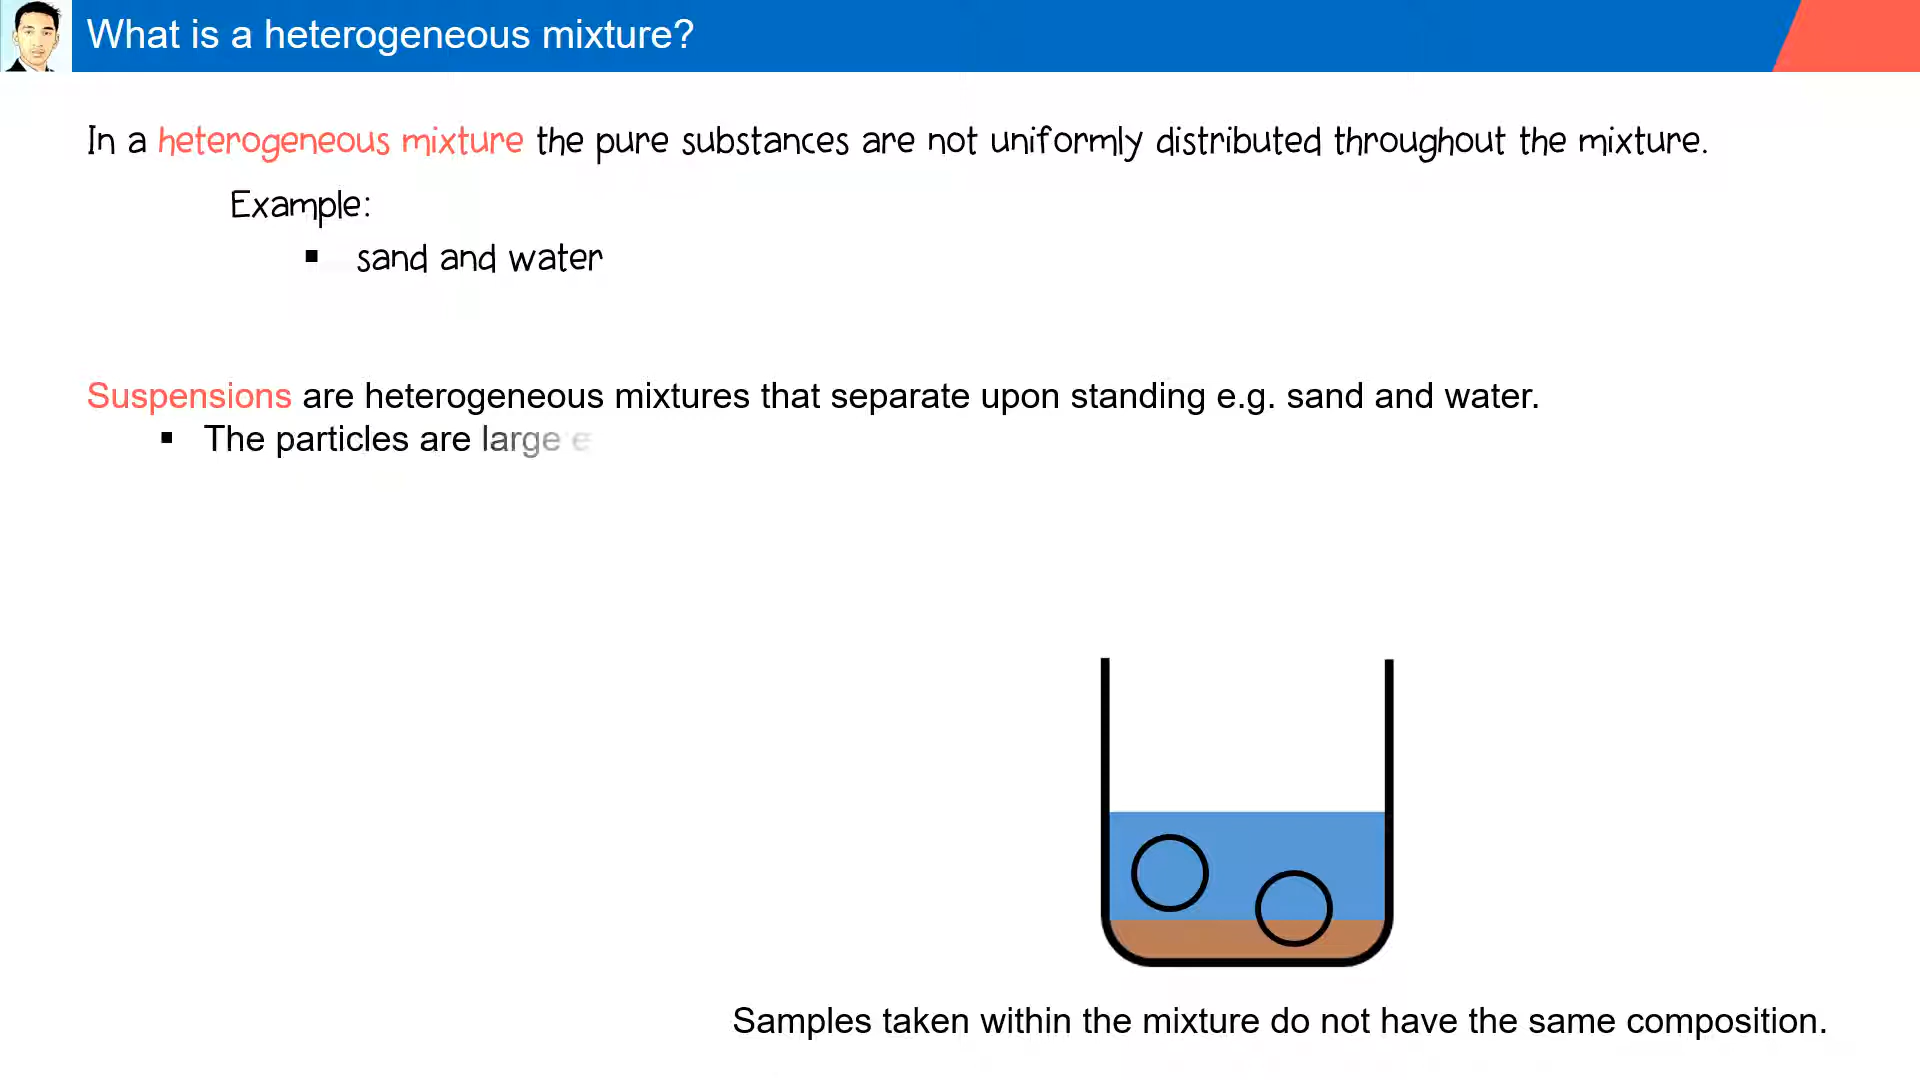 What is a heterogeneous mixture?
In a heterogeneous mixture the pure substances are not uniformly distributed throughout the mixture.
Example:
▪ sand and water
Suspensions are heterogeneous mixtures that separate upon standing e.g. sand and water.
▪ The particles are large
Samples taken within the mixture do not have the same composition.